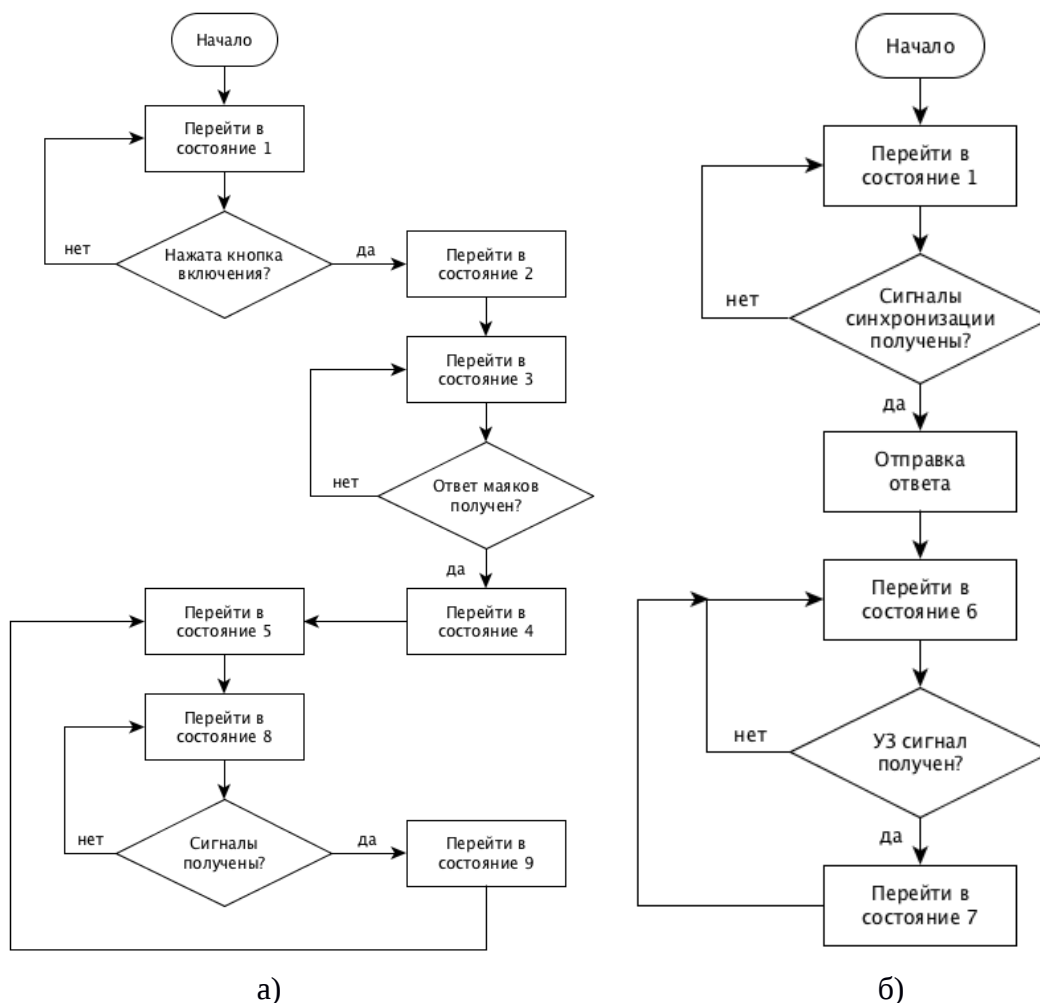 Начало
Перейти в
состояние 1
Нажата кнопка
включения?
нет
да
Перейти в
состояние 2
Перейти в
состояние 3
Ответ маяков
получен?
нет
да
Перейти в
состояние 4
Перейти в
состояние 5
Перейти в
состояние 8
Сигналы
получены?
нет
да
Перейти в
состояние 9
а)
Начало
Перейти в
состояние 1
Сигналы
синхронизации
получены?
нет
да
Отправка
ответа
Перейти в
состояние 6
УЗ сигнал
получен?
нет
да
Перейти в
состояние 7
б)